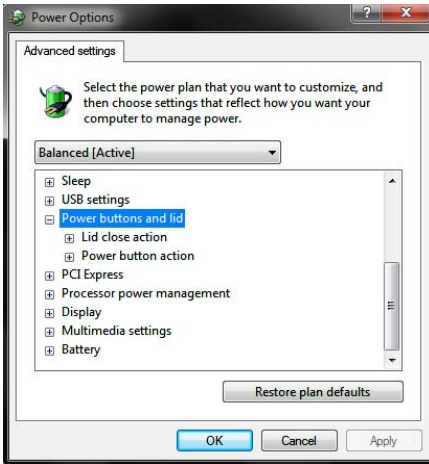 Power Options
Advanced settings
Select the power plan that you want to customize, and
then choose settings that reflect how you want your
computer to manage power.
Balanced [Active]
Sleep
USB settings
Power buttons and lid
Lid close action
Power button action
PCI Express
Processor power management
Display
Multimedia settings
Battery
Restore plan defaults
OK Cancel Apply